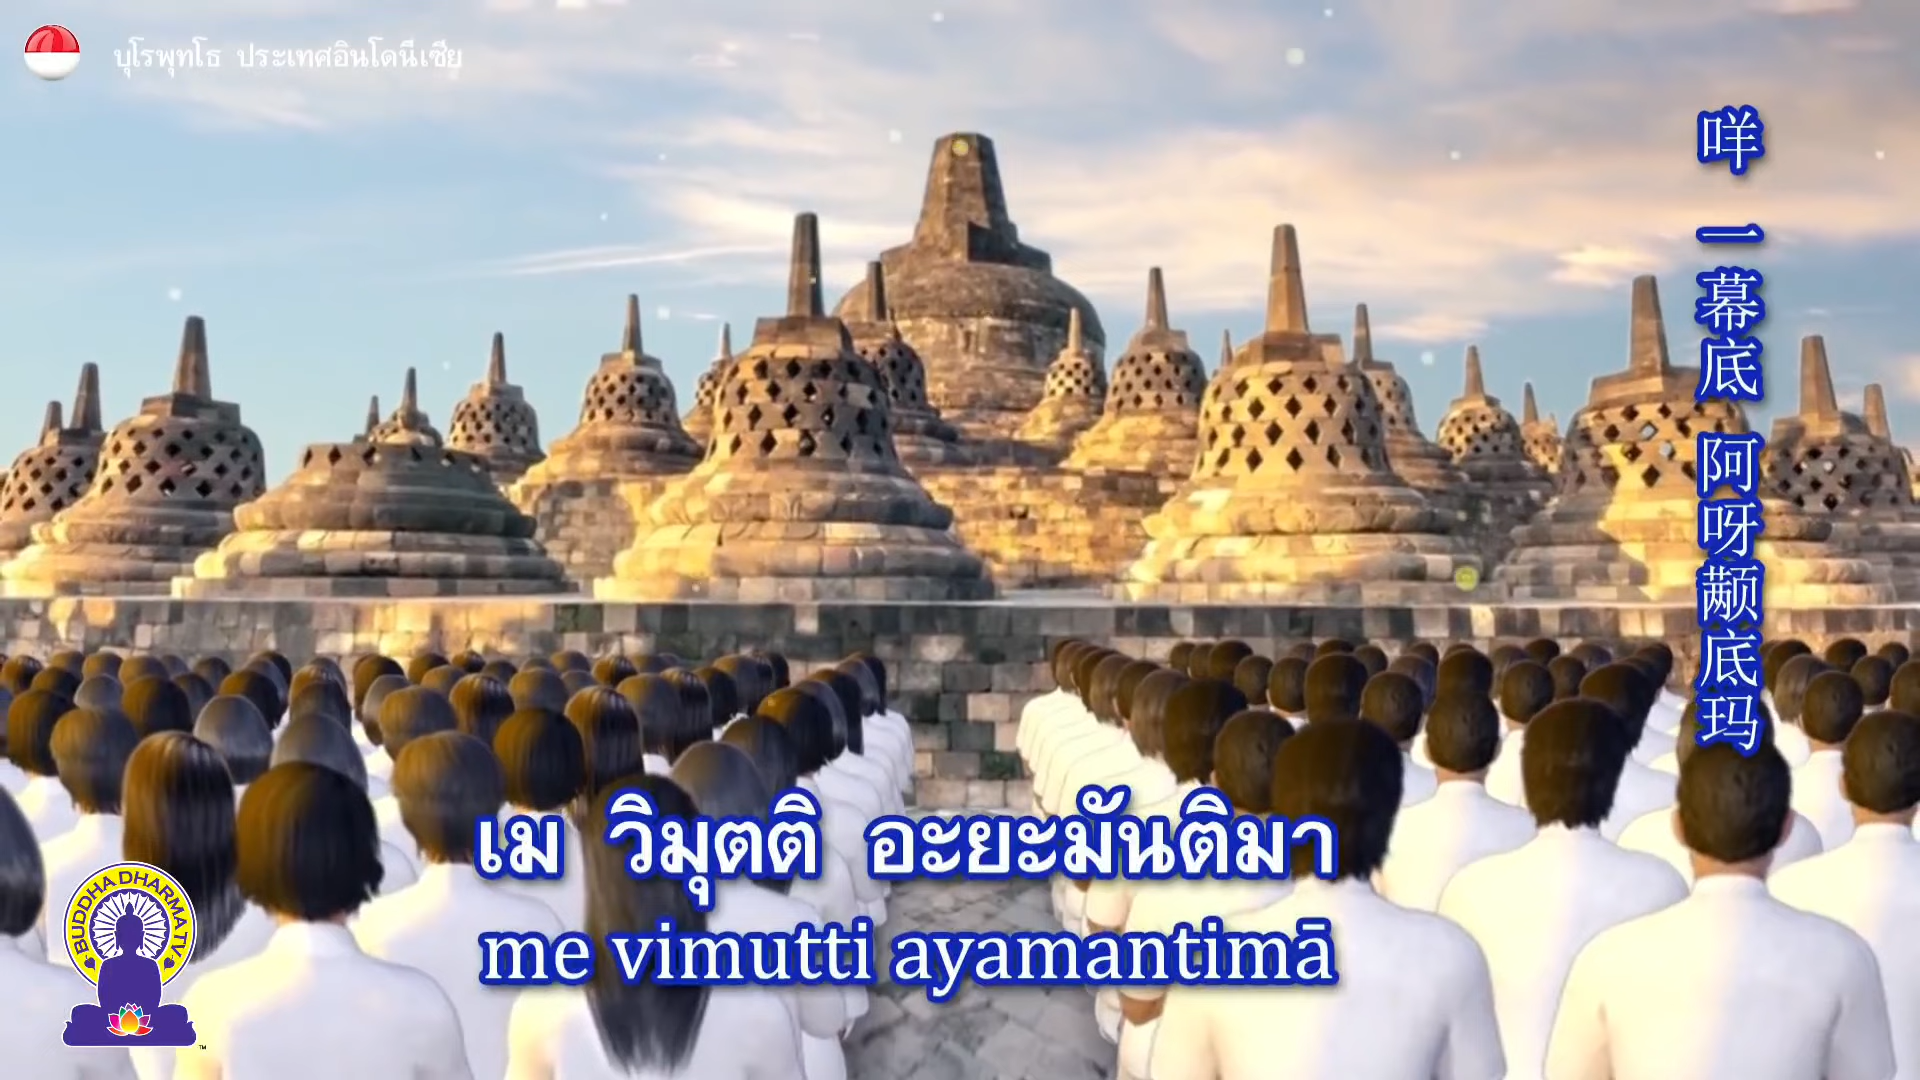 บุโรพุทโธ ประเทศอินโดนีเซีย
咩 一幕底 阿呀颟底玛
เม วิมุตติ อะยะมันติมา
me vimutti ayamantimā
BUDDHA DHARMA TV
TM